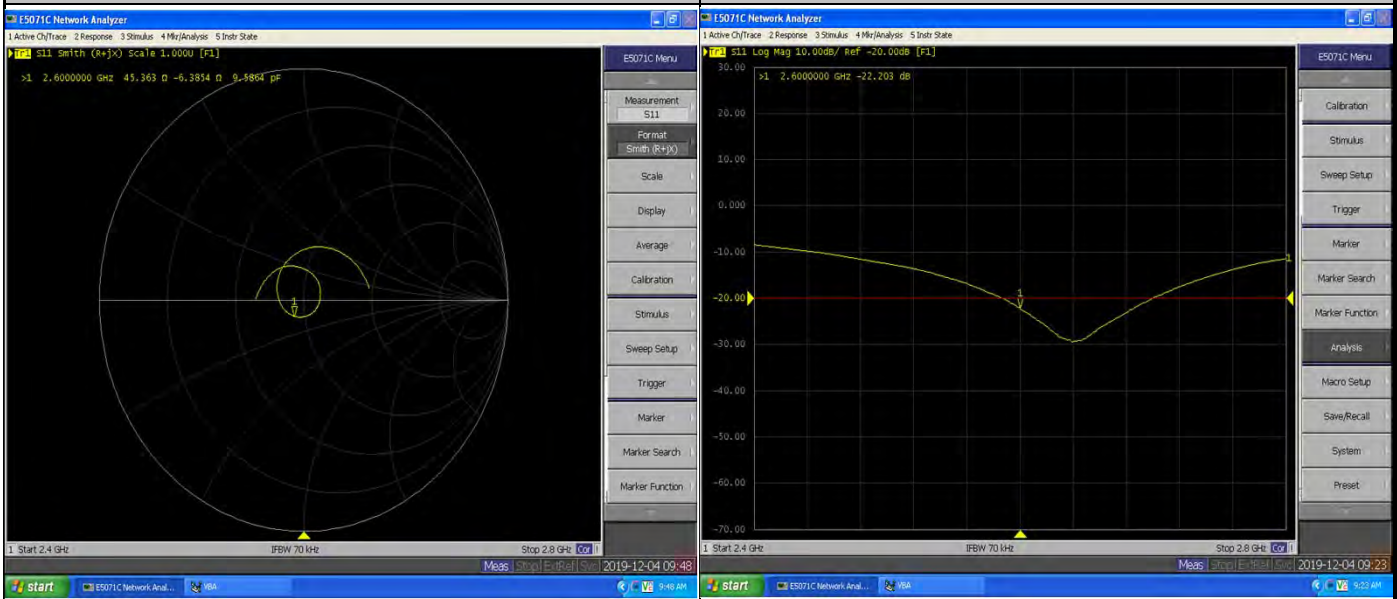 E5071C Network Analyzer
1 Active Ch/Trace 2 Response 3 Stimulus 4 Mkr/Analysis 5 Instr State
Tr1 S11 Smith (R+jX) Scale 1.000U [F1]
>1 2.6000000 GHz 45.363 Ω -6.3854 Ω 9.5864 pF
1
E5071C Menu
Measurement
S11
Format
Smith (R+jX)
Scale
Display
Average
Calibration
Stimulus
Sweep Setup
Trigger
Marker
Marker Search
Marker Function
1 Start 2.4 GHz
IFBW 70 kHz
Stop 2.8 GHz Cor !
Meas Stop ExtRef Svc 2019-12-04 09:48
start E5071C Network Anal... VBA 9:48 AM
E5071C Network Analyzer
1 Active Ch/Trace 2 Response 3 Stimulus 4 Mkr/Analysis 5 Instr State
Tr1 S11 Log Mag 10.00dB/ Ref -20.00dB [F1]
30.00
>1 2.6000000 GHz -22.203 dB
20.00
10.00
0.000
-10.00
1
-20.00
1
-30.00
-40.00
-50.00
-60.00
-70.00
E5071C Menu
Calibration
Stimulus
Sweep Setup
Trigger
Marker
Marker Search
Marker Function
Analysis
Macro Setup
Save/Recall
System
Preset
1 Start 2.4 GHz
IFBW 70 kHz
Stop 2.8 GHz Cor !
Meas Stop ExtRef Svc 2019-12-04 09:23
start E5071C Network Anal... VBA 9:23 AM